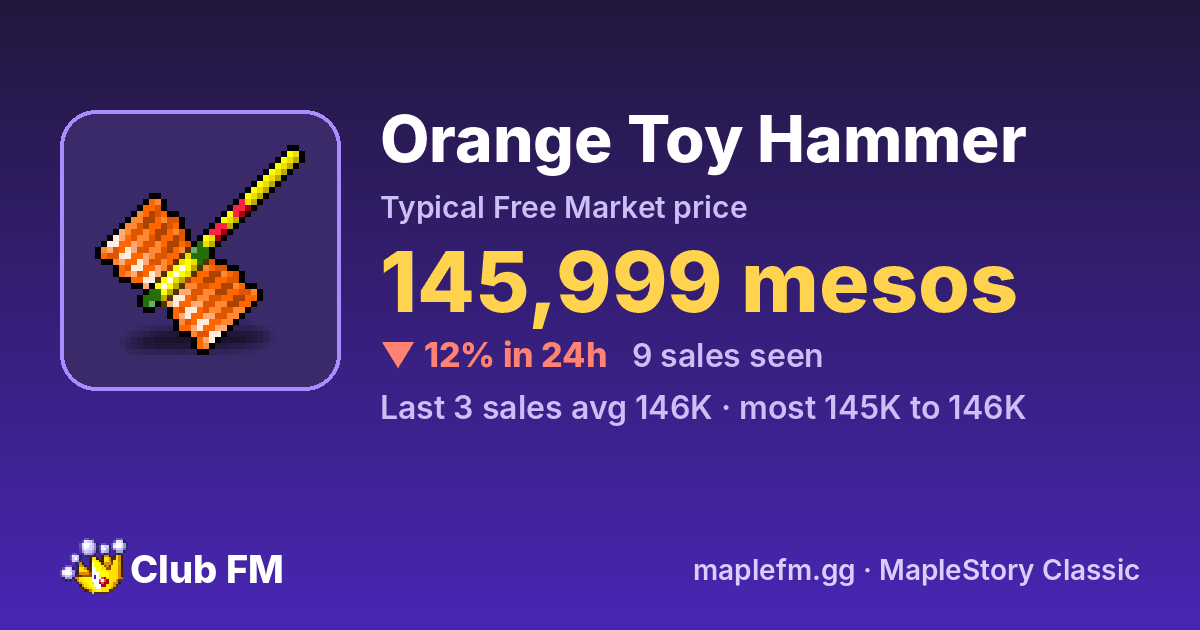 Orange Toy Hammer
Typical Free Market price
145,999 mesos
▼ 12% in 24h 9 sales seen
Last 3 sales avg 146K · most 145K to 146K
Club FM
maplefm.gg · MapleStory Classic